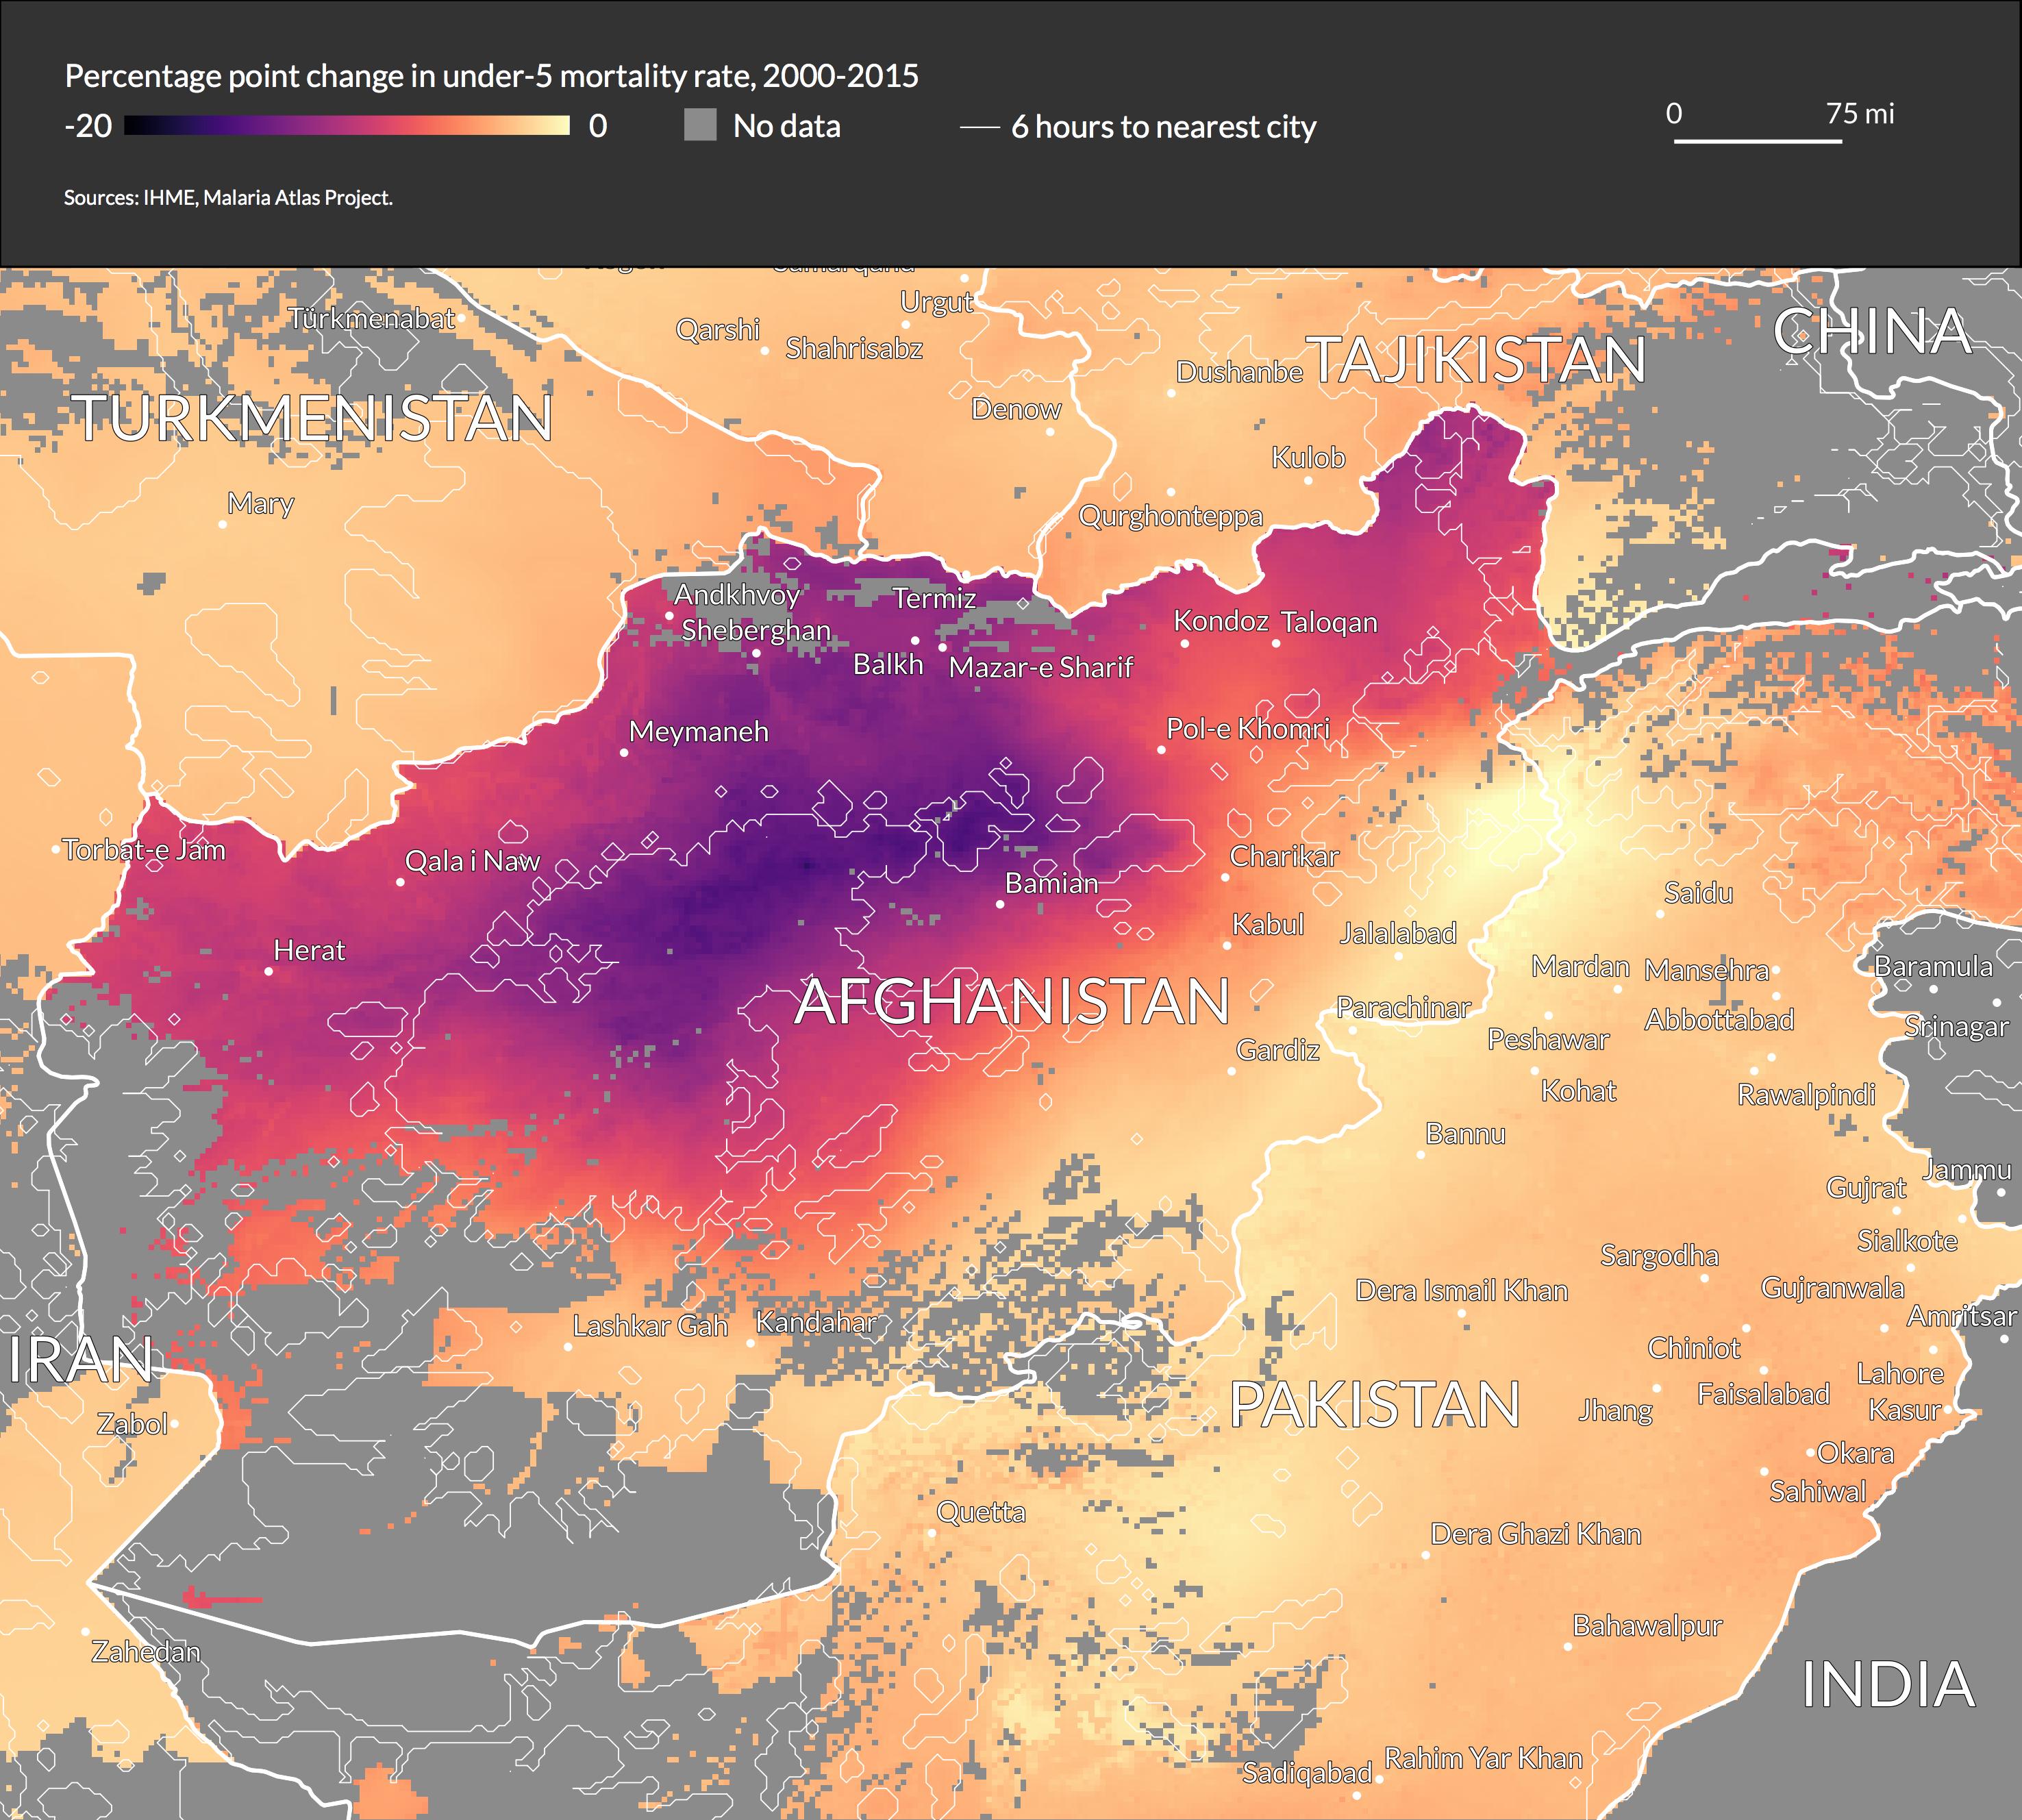 Percentage point change in under-5 mortality rate, 2000-2015
-20 0 No data 6 hours to nearest city
0 75 mi
Sources: IHME, Malaria Atlas Project.
Urgut
Türkmenabat
Qarshi
Shahrisabz
CHINA
Dushanbe
TAJIKISTAN
TURKMENISTAN
Denow
Kulob
Mary
Qurghonteppa
Andkhvoy
Termiz
Sheberghan
Kondoz
Taloqan
Balkh
Mazar-e Sharif
Meymaneh
Pol-e Khomri
Torbat-e Jam
Qala i Naw
Charikar
Bamian
Saidu
Kabul
Jalalabad
Herat
Mardan
Mansehra
Baramula
AFGHANISTAN
Parachinar
Abbottabad
Srinagar
Peshawar
Gardiz
Kohat
Rawalpindi
Bannu
Jammu
Gujrat
Sialkote
Sargodha
Dera Ismail Khan
Gujranwala
Amritsar
Lashkar Gah
Kandahar
IRAN
Chiniot
Lahore
Faisalabad
PAKISTAN
Jhang
Kasur
Zabol
Okara
Sahiwal
Quetta
Dera Ghazi Khan
Bahawalpur
Zahedan
INDIA
Sadiqabad
Rahim Yar Khan